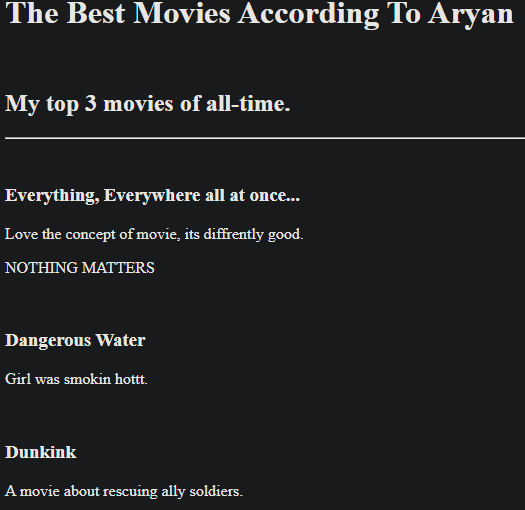 The Best Movies According To Aryan
My top 3 movies of all-time.
Everything, Everywhere all at once...
Love the concept of movie, its diffrently good.
NOTHING MATTERS
Dangerous Water
Girl was smokin hottt.
Dunkink
A movie about rescuing ally soldiers.